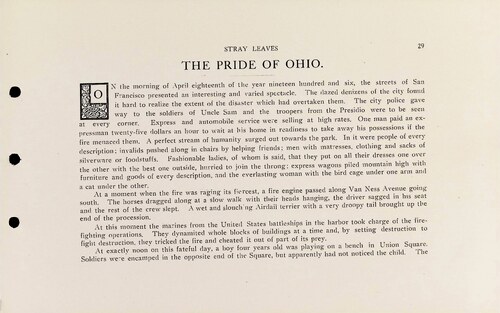 STRAY LEAVES
29
THE PRIDE OF OHIO.
ON the morning of April eighteenth of the year nineteen hundred and six, the streets of San
Francisco presented an interesting and varied spectacle. The dazed denizens of the city found
it hard to realize the extent of the disaster which had overtaken them. The city police gave
way to the soldiers of Uncle Sam and the troopers from the Presidio were to be seen
at every corner. Express and automobile service were selling at high rates. One man paid an ex-
pressman twenty-five dollars an hour to wait at his home in readiness to take away his possessions if the
fire menaced them. A perfect stream of humanity surged out towards the park. In it were people of every
description; invalids pushed along in chairs by helping friends; men with matresses, clothing and sacks of
silverware or foodstuffs. Fashionable ladies, of whom is said, that they put on all their dresses one over
the other with the best one outside, hurried to join the throng; express wagons piled mountain high with
furniture and goods of every description, and the everlasting woman with the bird cage under one arm and
a cat under the other.
At a moment when the fire was raging its fiercest, a fire engine passed along Van Ness Avenue going
south. The horses dragged along at a slow walk with their heads hanging, the driver sagged in his seat
and the rest of the crew slept. A wet and slouching Airdail terrier with a very droopy tail brought up the
end of the procession.
At this moment the marines from the United States battleships in the harbor took charge of the fire-
fighting operations. They dynamited whole blocks of buildings at a time and, by setting destruction to
fight destruction, they tricked the fire and cheated it out of part of its prey.
At exactly noon on this fateful day, a boy four years old was playing on a bench in Union Square.
Soldiers were encamped in the opposite end of the Square, but apparently had not noticed the child. The